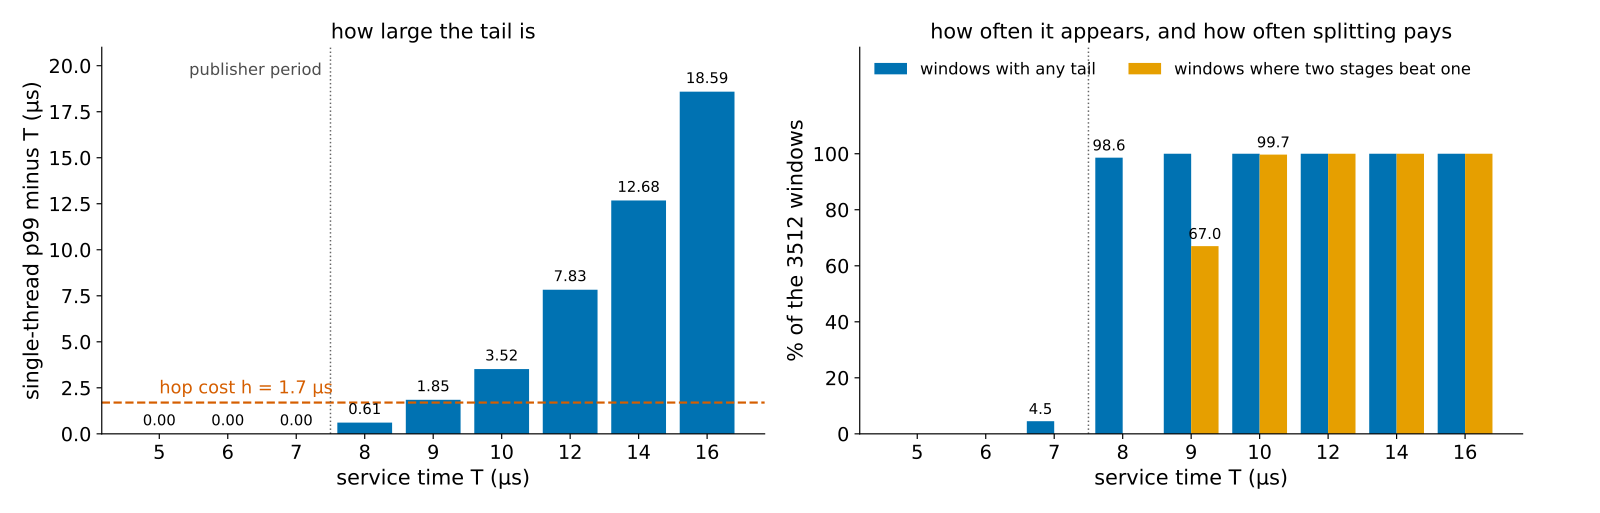 how large the tail is
single-thread p99 minus T (µs)
20.0
17.5
15.0
12.5
10.0
7.5
5.0
2.5
0.0
publisher period
hop cost h = 1.7 µs
0.00
0.00
0.00
0.61
1.85
3.52
7.83
12.68
18.59
5 6 7 8 9 10 12 14 16
service time T (µs)
how often it appears, and how often splitting pays
windows with any tail
windows where two stages beat one
% of the 3512 windows
100
80
60
40
20
0
4.5
98.6
67.0
99.7
5 6 7 8 9 10 12 14 16
service time T (µs)